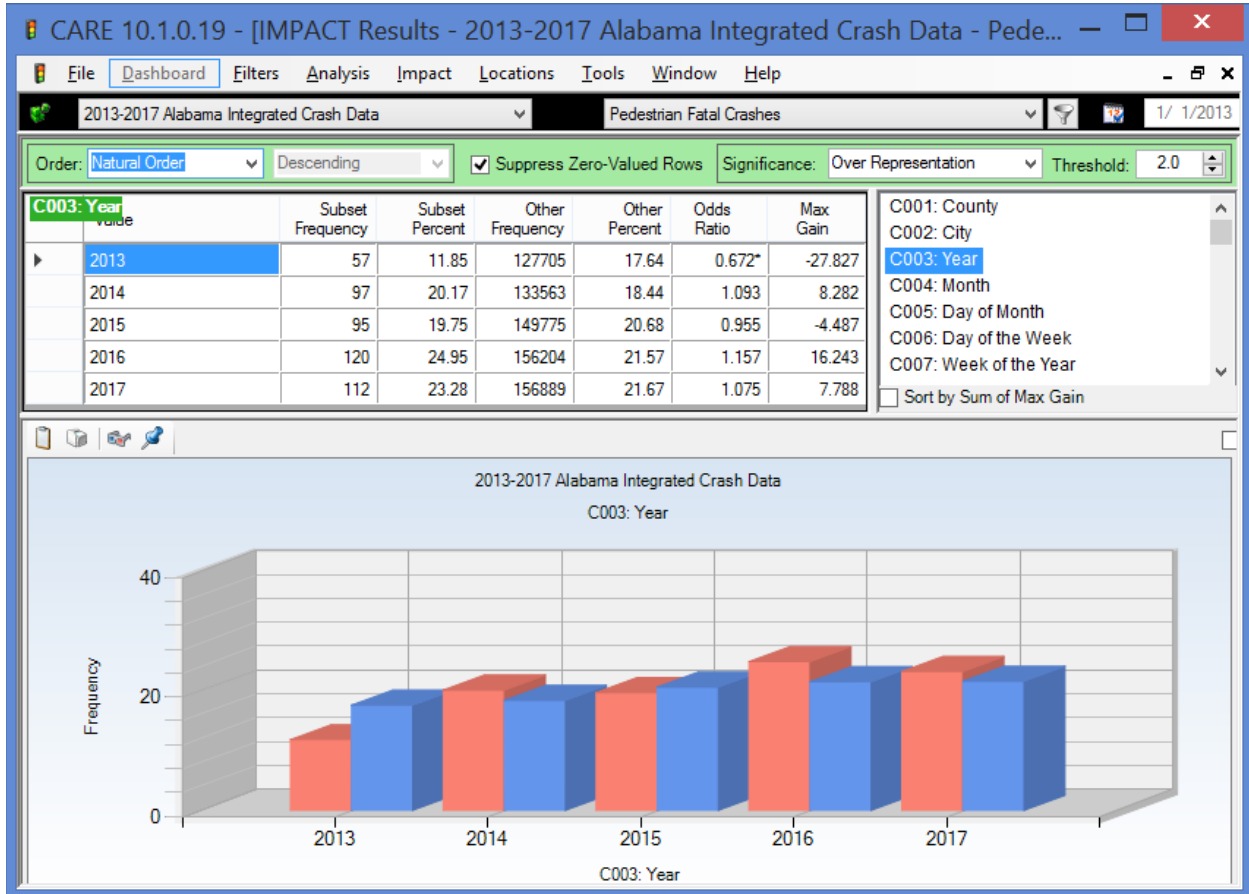 CARE 10.1.0.19 - [IMPACT Results - 2013-2017 Alabama Integrated Crash Data - Pede...
File Dashboard Filters Analysis Impact Locations Tools Window Help
2013-2017 Alabama Integrated Crash Data Pedestrian Fatal Crashes 1/ 1/2013
Order: Natural Order Descending Suppress Zero-Valued Rows Significance: Over Representation Threshold: 2.0
C003: Year Value Subset Frequency Subset Percent Other Frequency Other Percent Odds Ratio Max Gain
2013 57 11.85 127705 17.64 0.672* -27.827
2014 97 20.17 133563 18.44 1.093 8.282
2015 95 19.75 149775 20.68 0.955 -4.487
2016 120 24.95 156204 21.57 1.157 16.243
2017 112 23.28 156889 21.67 1.075 7.788
C001: County
C002: City
C003: Year
C004: Month
C005: Day of Month
C006: Day of the Week
C007: Week of the Year
Sort by Sum of Max Gain
2013-2017 Alabama Integrated Crash Data
C003: Year
40
20
0
Frequency
2013 2014 2015 2016 2017
C003: Year